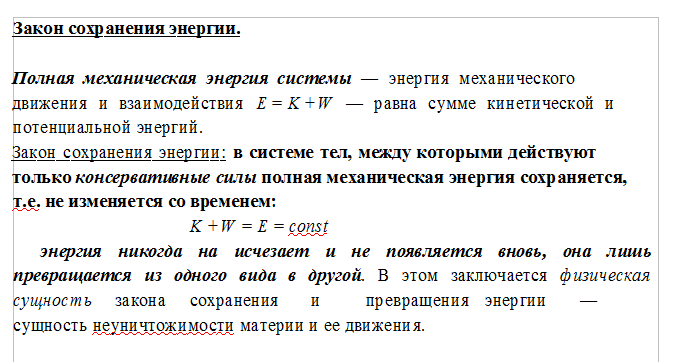 Закон сохранения энергии.
Полная механическая энергия системы — энергия механического
движения и взаимодействия E = K + W — равна сумме кинетической и
потенциальной энергий.
Закон сохранения энергии: в системе тел, между которыми действуют
только консервативные силы полная механическая энергия сохраняется,
т.е. не изменяется со временем:
K + W = E = const
энергия никогда на исчезает и не появляется вновь, она лишь
превращается из одного вида в другой. В этом заключается физическая
сущность закона сохранения и превращения энергии —
сущность неуничтожимости материи и ее движения.